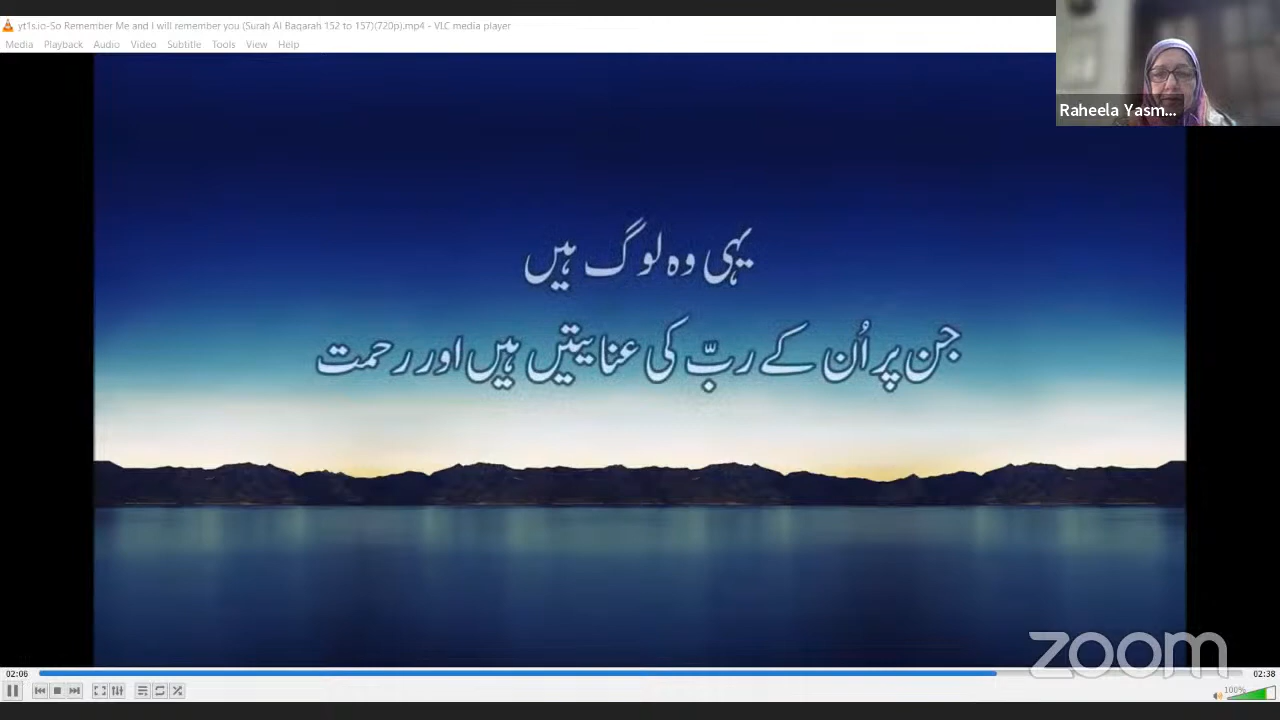 yt1s.io-So Remember Me and I will remember you (Surah Al Baqarah 152 to 157)(720p).mp4 - VLC media player
Media Playback Audio Video Subtitle Tools View Help
Raheela Yasm...
یہی وہ لوگ ہیں
جن پر اُن کے ربّ کی عنایتیں ہیں اور رحمت
zoom
02:06
02:38
100%